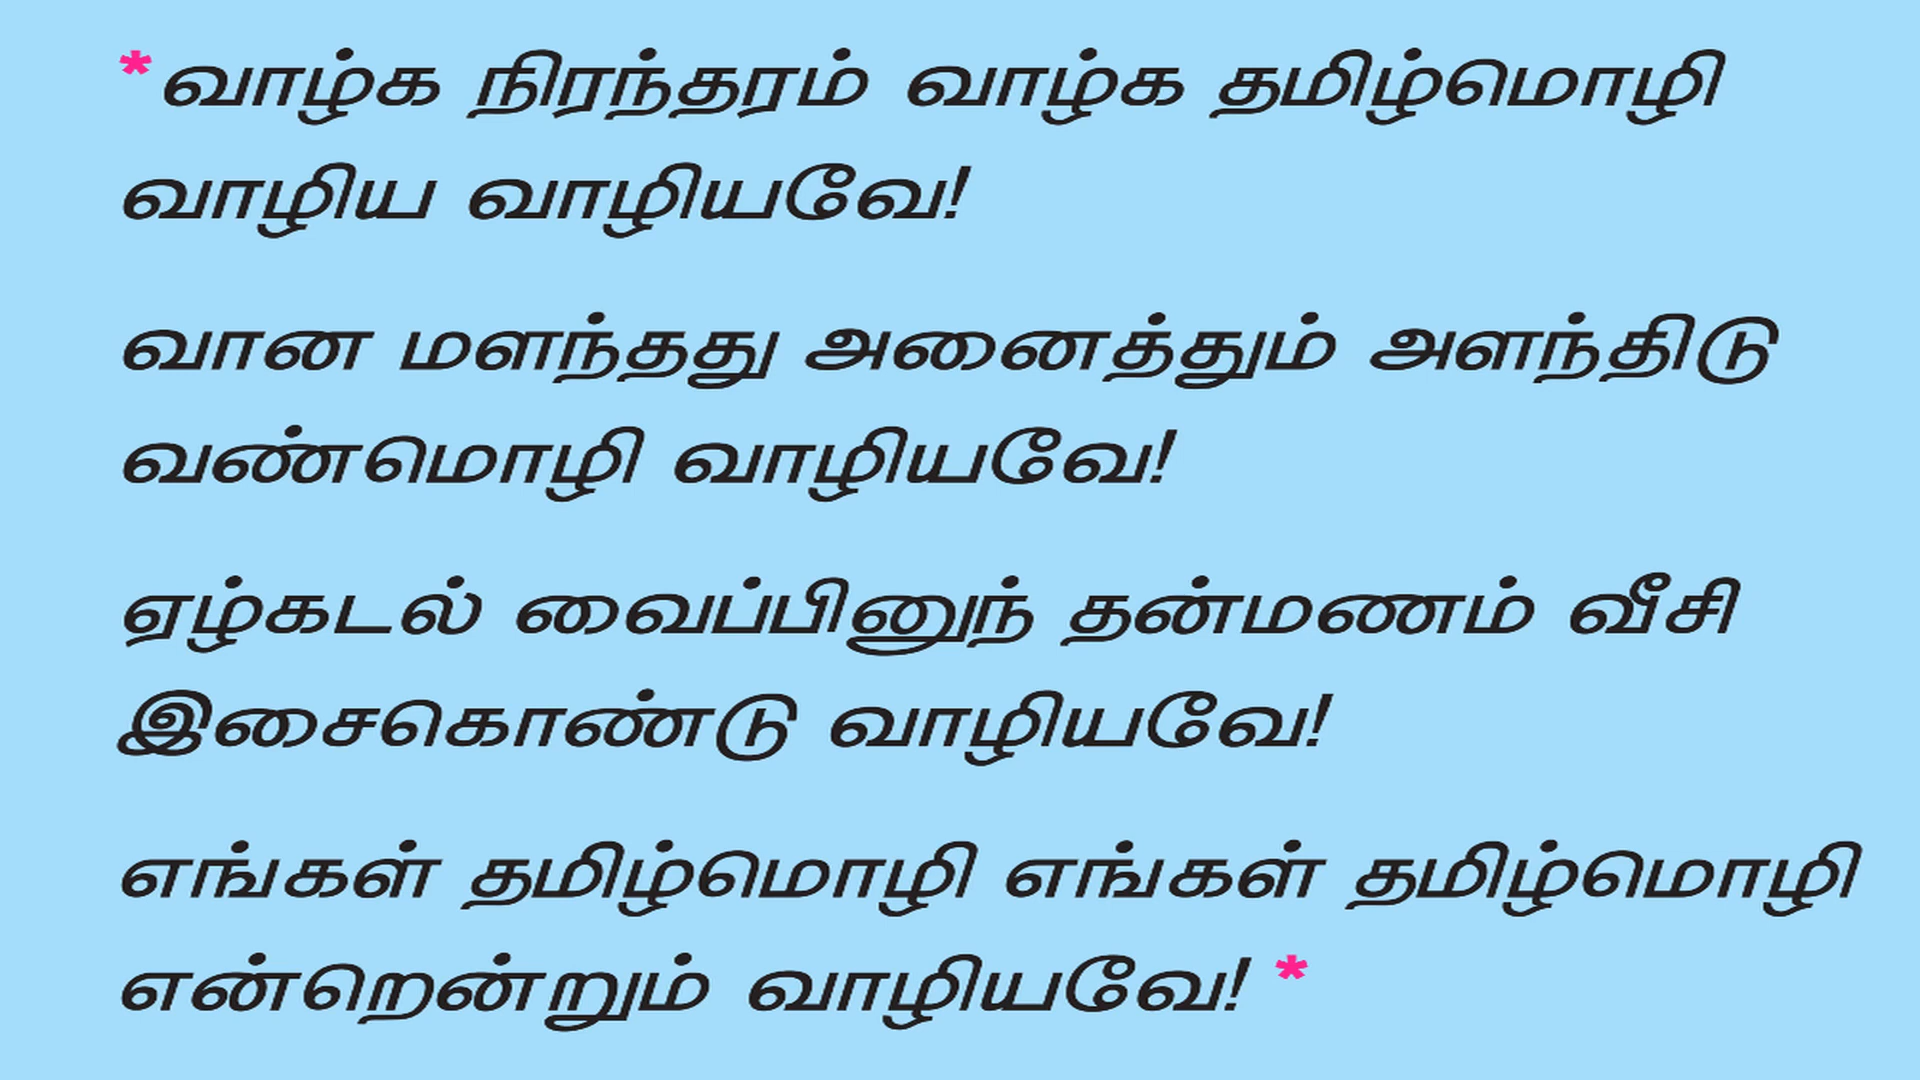 *வாழ்க நிரந்தரம் வாழ்க தமிழ்மொழி
வாழிய வாழியவே!
வான மளந்தது அனைத்தும் அளந்திடு
வண்மொழி வாழியவே!
ஏழ்கடல் வைப்பினுந் தன்மணம் வீசி
இசைகொண்டு வாழியவே!
எங்கள் தமிழ்மொழி எங்கள் தமிழ்மொழி
என்றென்றும் வாழியவே! *